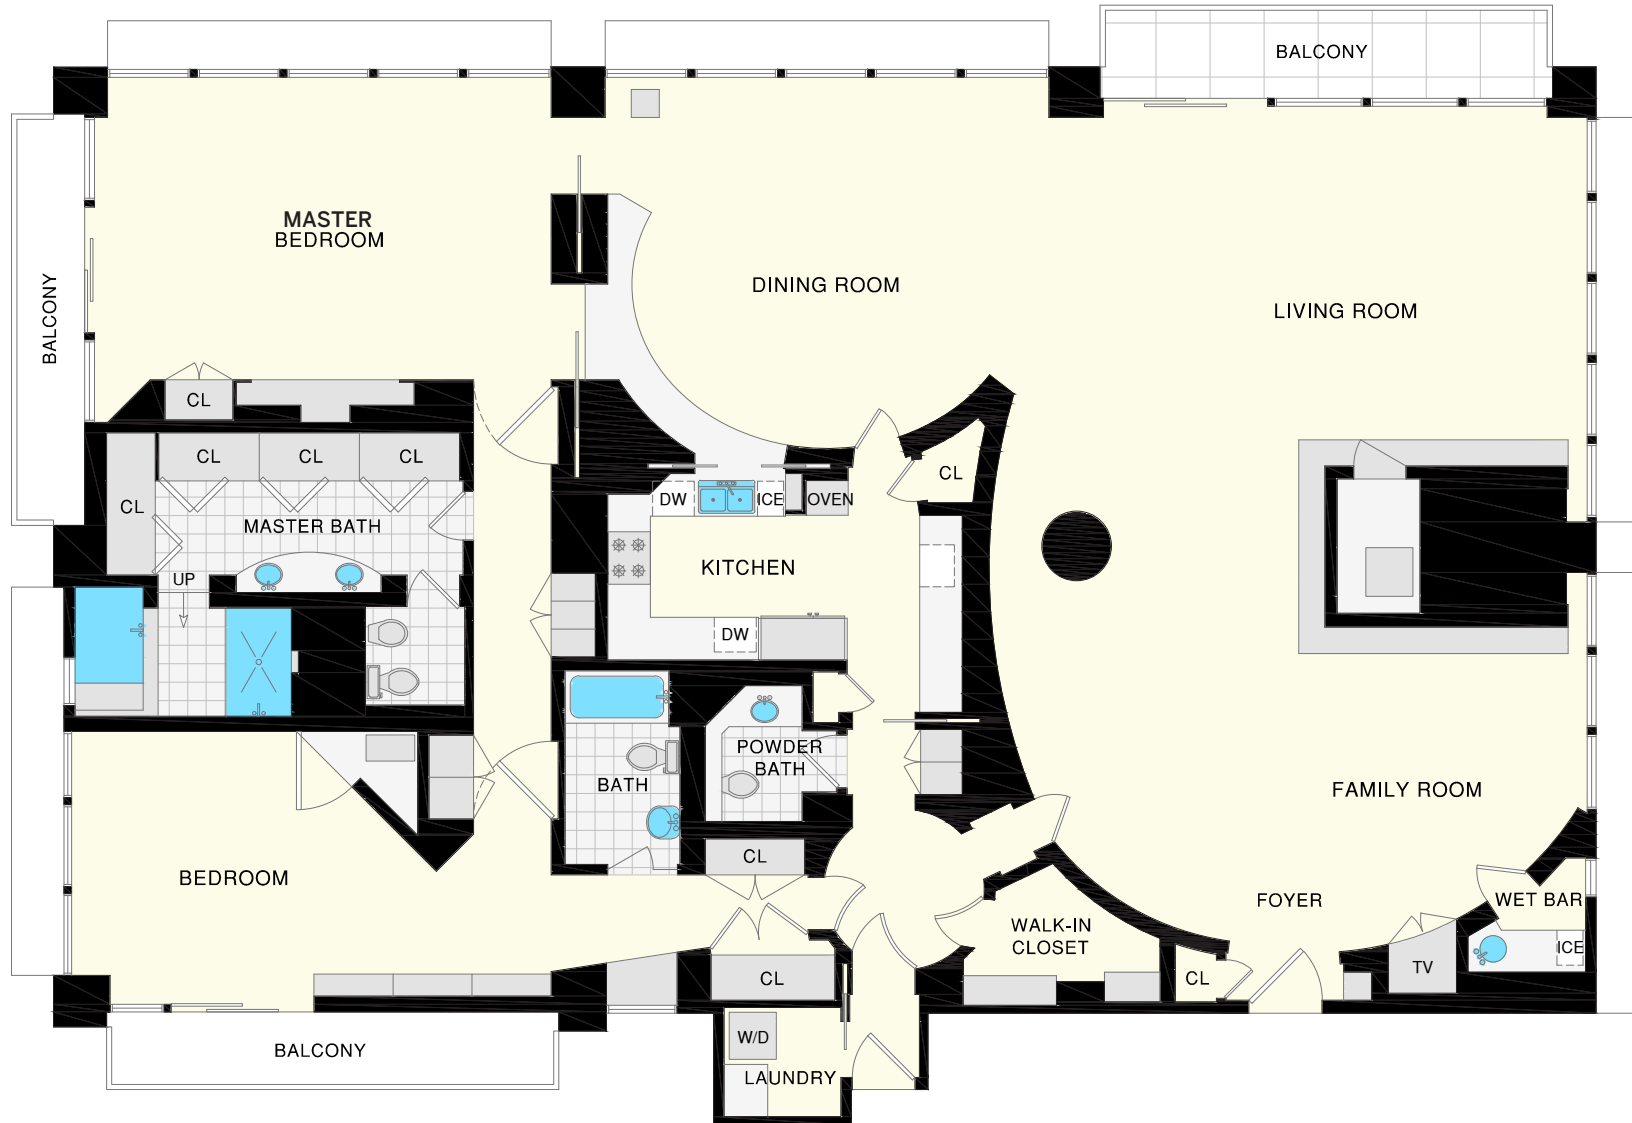 BALCONY
MASTER
BEDROOM
BALCONY
DINING ROOM
LIVING ROOM
CL
CL
CL
CL
CL
MASTER BATH
UP
DW
ICE
OVEN
CL
KITCHEN
DW
POWDER
BATH
BATH
FAMILY ROOM
CL
BEDROOM
FOYER
WET BAR
ICE
WALK-IN
CLOSET
CL
CL
TV
W/D
LAUNDRY
BALCONY